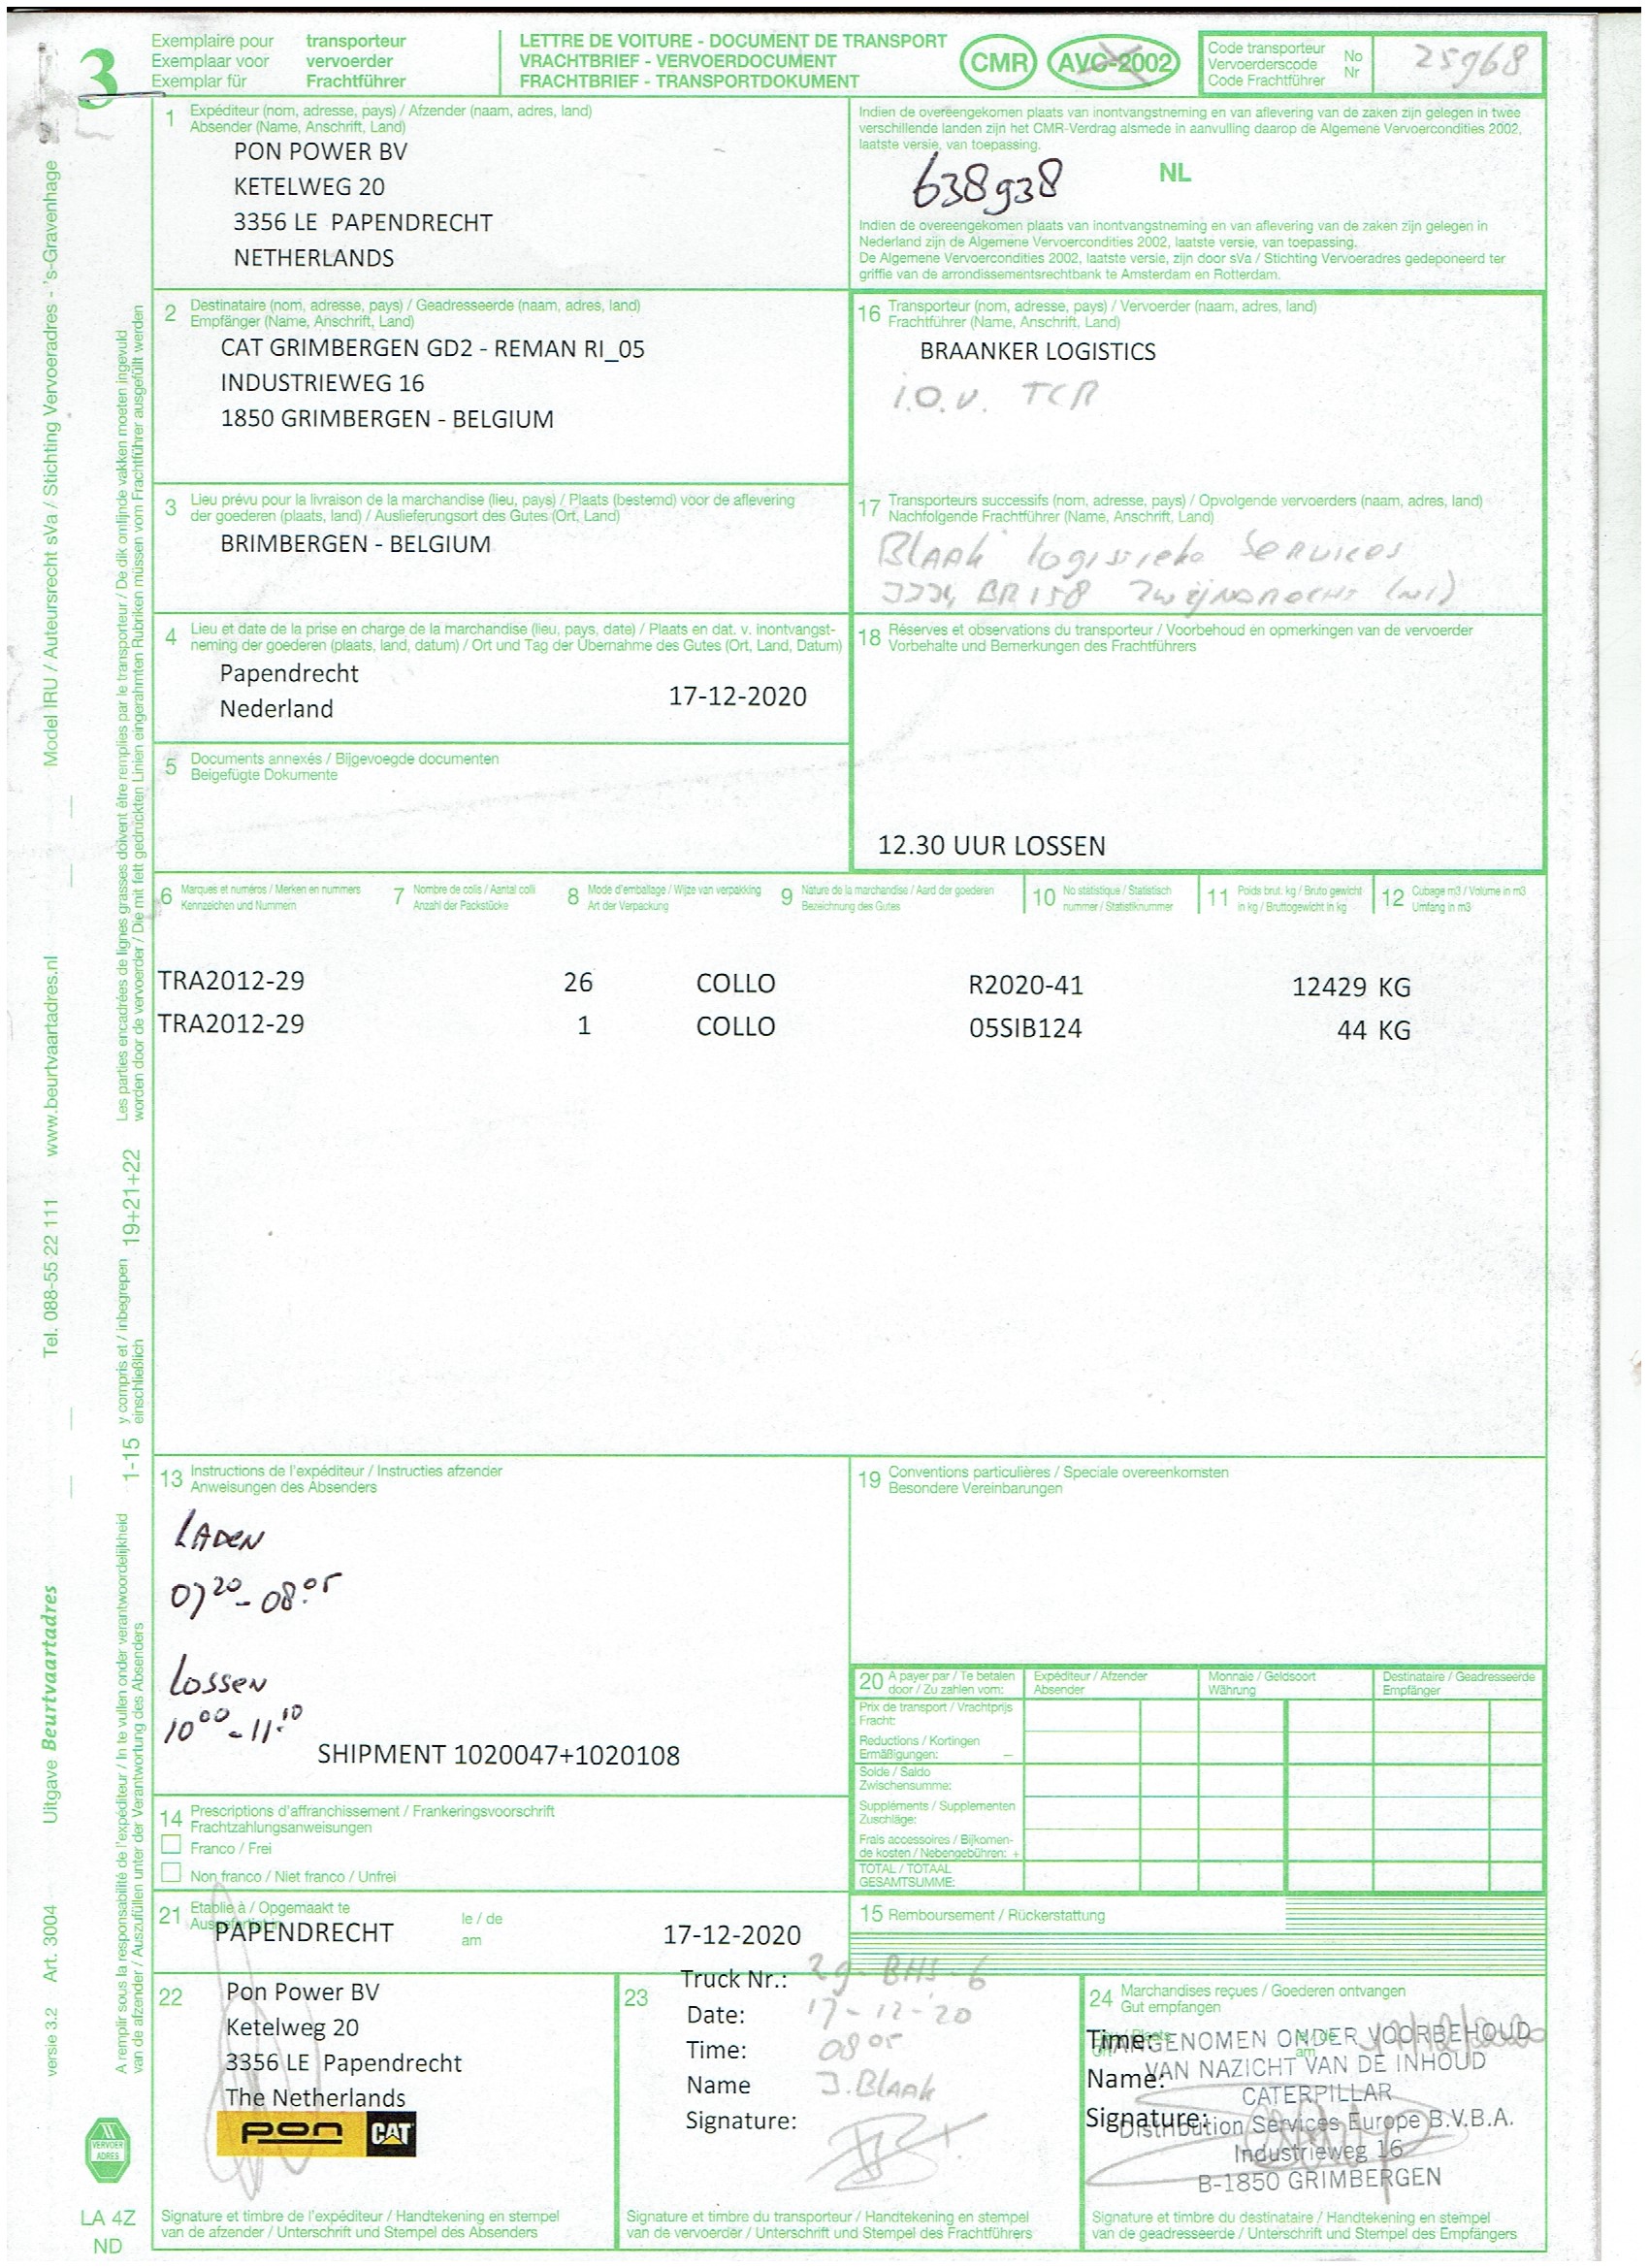 3
Exemplaire pour transporteur
Exemplaar voor vervoerder
Exemplar für Frachtführer
LETTRE DE VOITURE - DOCUMENT DE TRANSPORT
VRACHTBRIEF - VERVOERDOCUMENT
FRACHTBRIEF - TRANSPORTDOKUMENT
CMR
AVC-2002
Code transporteur
Vervoerderscode
Code Frachtführer
No
Nr
25968
1 Expéditeur (nom, adresse, pays) / Afzender (naam, adres, land)
Absender (Name, Anschrift, Land)
PON POWER BV
KETELWEG 20
3356 LE PAPENDRECHT
NETHERLANDS
Indien de overeengekomen plaats van inontvangstneming en van aflevering van de zaken zijn gelegen in twee
verschillende landen zijn het CMR-Verdrag alsmede in aanvulling daarop de Algemene Vervoercondities 2002,
laatste versie, van toepassing.
638938
NL
Indien de overeengekomen plaats van inontvangstneming en van aflevering van de zaken zijn gelegen in
Nederland zijn de Algemene Vervoercondities 2002, laatste versie, van toepassing.
De Algemene Vervoercondities 2002, laatste versie, zijn door sVa / Stichting Vervoeradres gedeponeerd ter
griffie van de arrondissementsrechtbank te Amsterdam en Rotterdam.
2 Destinataire (nom, adresse, pays) / Geadresseerde (naam, adres, land)
Empfänger (Name, Anschrift, Land)
CAT GRIMBERGEN GD2 - REMAN RI_05
INDUSTRIEWEG 16
1850 GRIMBERGEN - BELGIUM
16 Transporteur (nom, adresse, pays) / Vervoerder (naam, adres, land)
Frachtführer (Name, Anschrift, Land)
BRAANKER LOGISTICS
i.o.v. TCR
3 Lieu prévu pour la livraison de la marchandise (lieu, pays) / Plaats (bestemd) voor de aflevering
der goederen (plaats, land) / Auslieferungsort des Gutes (Ort, Land)
BRIMBERGEN - BELGIUM
17 Transporteurs successifs (nom, adresse, pays) / Opvolgende vervoerders (naam, adres, land)
Nachfolgende Frachtführer (Name, Anschrift, Land)
Blaak logistieke Services
3334 BR 158 Zwijndrecht (nl)
4 Lieu et date de la prise en charge de la marchandise (lieu, pays, date) / Plaats en dat. v. inontvangst-
neming der goederen (plaats, land, datum) / Ort und Tag der Übernahme des Gutes (Ort, Land, Datum)
Papendrecht
Nederland
17-12-2020
18 Réserves et observations du transporteur / Voorbehoud en opmerkingen van de vervoerder
Vorbehalte und Bemerkungen des Frachtführers
12.30 UUR LOSSEN
5 Documents annexés / Bijgevoegde documenten
Beigefügte Dokumente
6 Marques et numéros / Merken en nummers
Kennzeichen und Nummern
7 Nombre de colis / Aantal colli
Anzahl der Packstücke
8 Mode d'emballage / Wijze van verpakking
Art der Verpackung
9 Nature de la marchandise / Aard der goederen
Bezeichnung des Gutes
10 No statistique / Statistisch
nummer / Statistiknummer
11 Poids brut. kg / Bruto gewicht
in kg / Bruttogewicht in kg
12 Cubage m3 / Volume in m3
Umfang in m3
TRA2012-29 26 COLLO R2020-41 12429 KG
TRA2012-29 1 COLLO 05SIB124 44 KG
13 Instructions de l'expéditeur / Instructies afzender
Anweisungen des Absenders
Laden
07 20 - 08:05
Lossen
10 00 - 11:10
SHIPMENT 1020047+1020108
19 Conventions particulières / Speciale overeenkomsten
Besondere Vereinbarungen
20 A payer par / Te betalen
door / Zu zahlen vom:
Expéditeur / Afzender
Absender
Monnaie / Geldsoort
Währung
Destinataire / Geadresseerde
Empfänger
Prix de transport / Vrachtprijs
Fracht:
Reductions / Kortingen
Ermäßigungen: –
Solde / Saldo
Zwischensumme:
Suppléments / Supplementen
Zuschläge:
Frais accessoires / Bijkomen-
de kosten / Nebengebühren: +
TOTAL / TOTAAL
GESAMTSUMME:
14 Prescriptions d'affranchissement / Frankeringsvoorschrift
Frachtzahlungsanweisungen
Franco / Frei
Non franco / Niet franco / Unfrei
21 Etablie à / Opgemaakt te
Ausgefertigt in
PAPENDRECHT
le / de
am
17-12-2020
15 Remboursement / Rückerstattung
22
Pon Power BV
Ketelweg 20
3356 LE Papendrecht
The Netherlands
pon CAT
Signature et timbre de l'expéditeur / Handtekening en stempel
van de afzender / Unterschrift und Stempel des Absenders
23
Truck Nr.: 29-BHS-6
Date: 17-12-'20
Time: 08 05
Name J. Blaak
Signature:
Signature et timbre du transporteur / Handtekening en stempel
van de vervoerder / Unterschrift und Stempel des Frachtführers
24 Marchandises reçues / Goederen ontvangen
Gut empfangen
Time:
Name:
Signature:
AANGENOMEN ONDER VOORBEHOUD
VAN NAZICHT VAN DE INHOUD
CATERPILLAR
Distribution Services Europe B.V.B.A.
Industrieweg 16
B-1850 GRIMBERGEN
Signature et timbre du destinataire / Handtekening en stempel
van de geadresseerde / Unterschrift und Stempel des Empfängers
versie 3.2 Art. 3004 Uitgave Beurtvaartadres Tel. 088-55 22 111 www.beurtvaartadres.nl Model IRU / Auteursrecht sVa / Stichting Vervoeradres - 's-Gravenhage
A remplir sous la responsabilité de l'expéditeur / In te vullen onder verantwoordelijkheid
van de afzender / Auszufüllen unter der Verantwortung des Absenders
1-15 y compris et / inbegrepen
einschließlich
19+21+22
Les parties encadrées de lignes grasses doivent être remplies par le transporteur / De dik omlijnde vakken moeten ingevuld
worden door de vervoerder / Die mit fett gedruckten Linien eingerahmten Rubriken müssen vom Frachtführer ausgefüllt werden
VERVOER
ADRES
LA 4Z
ND